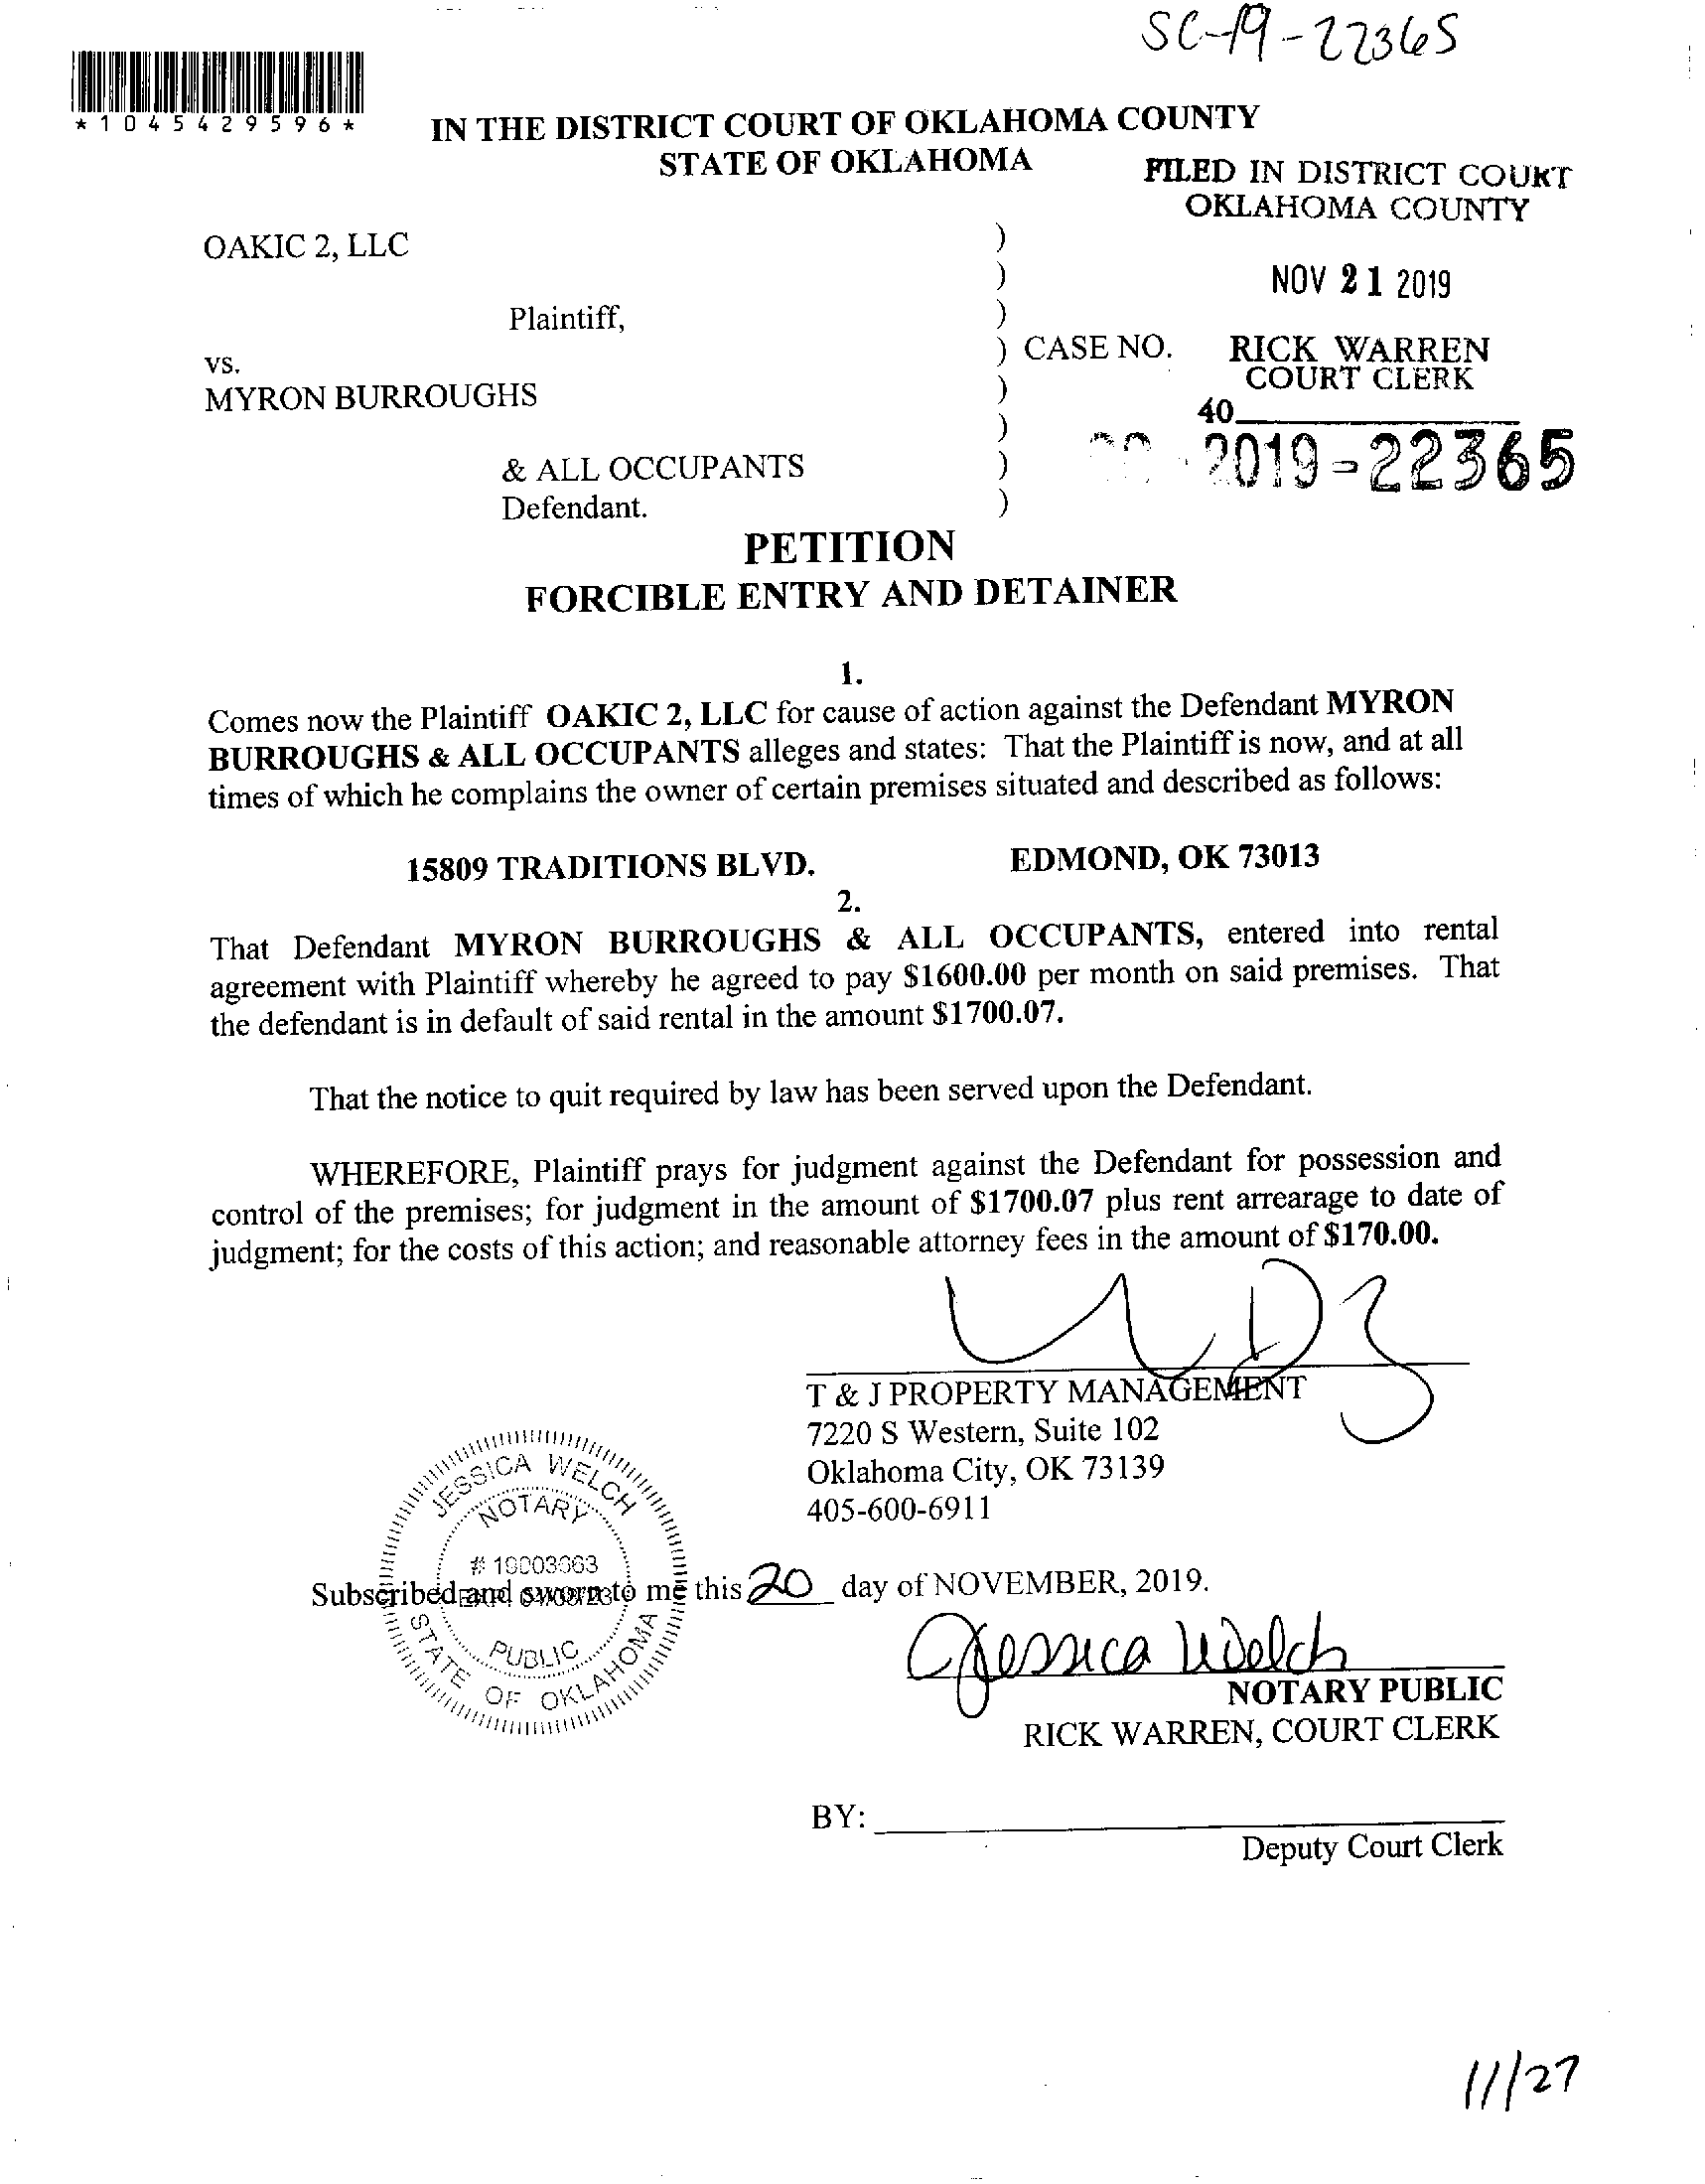 SC-19-22365
*1045429596*
IN THE DISTRICT COURT OF OKLAHOMA COUNTY
STATE OF OKLAHOMA
FILED IN DISTRICT COURT
OKLAHOMA COUNTY
OAKIC 2, LLC )
)
NOV 21 2019
Plaintiff, )
vs. ) CASE NO. RICK WARREN
COURT CLERK
MYRON BURROUGHS )
40
)
2019-22365
& ALL OCCUPANTS )
Defendant. )
PETITION
FORCIBLE ENTRY AND DETAINER
1.
Comes now the Plaintiff OAKIC 2, LLC for cause of action against the Defendant MYRON
BURROUGHS & ALL OCCUPANTS alleges and states: That the Plaintiff is now, and at all
times of which he complains the owner of certain premises situated and described as follows:
15809 TRADITIONS BLVD. EDMOND, OK 73013
2.
That Defendant MYRON BURROUGHS & ALL OCCUPANTS, entered into rental
agreement with Plaintiff whereby he agreed to pay $1600.00 per month on said premises. That
the defendant is in default of said rental in the amount $1700.07.
That the notice to quit required by law has been served upon the Defendant.
WHEREFORE, Plaintiff prays for judgment against the Defendant for possession and
control of the premises; for judgment in the amount of $1700.07 plus rent arrearage to date of
judgment; for the costs of this action; and reasonable attorney fees in the amount of $170.00.
T & J PROPERTY MANAGEMENT
7220 S Western, Suite 102
Oklahoma City, OK 73139
405-600-6911
JESSICA WELCH
NOTARY
PUBLIC
STATE OF OKLAHOMA
Subscribed and sworn to me this 20 day of NOVEMBER, 2019.
Jessica Welch
NOTARY PUBLIC
RICK WARREN, COURT CLERK
BY:
Deputy Court Clerk
11/27